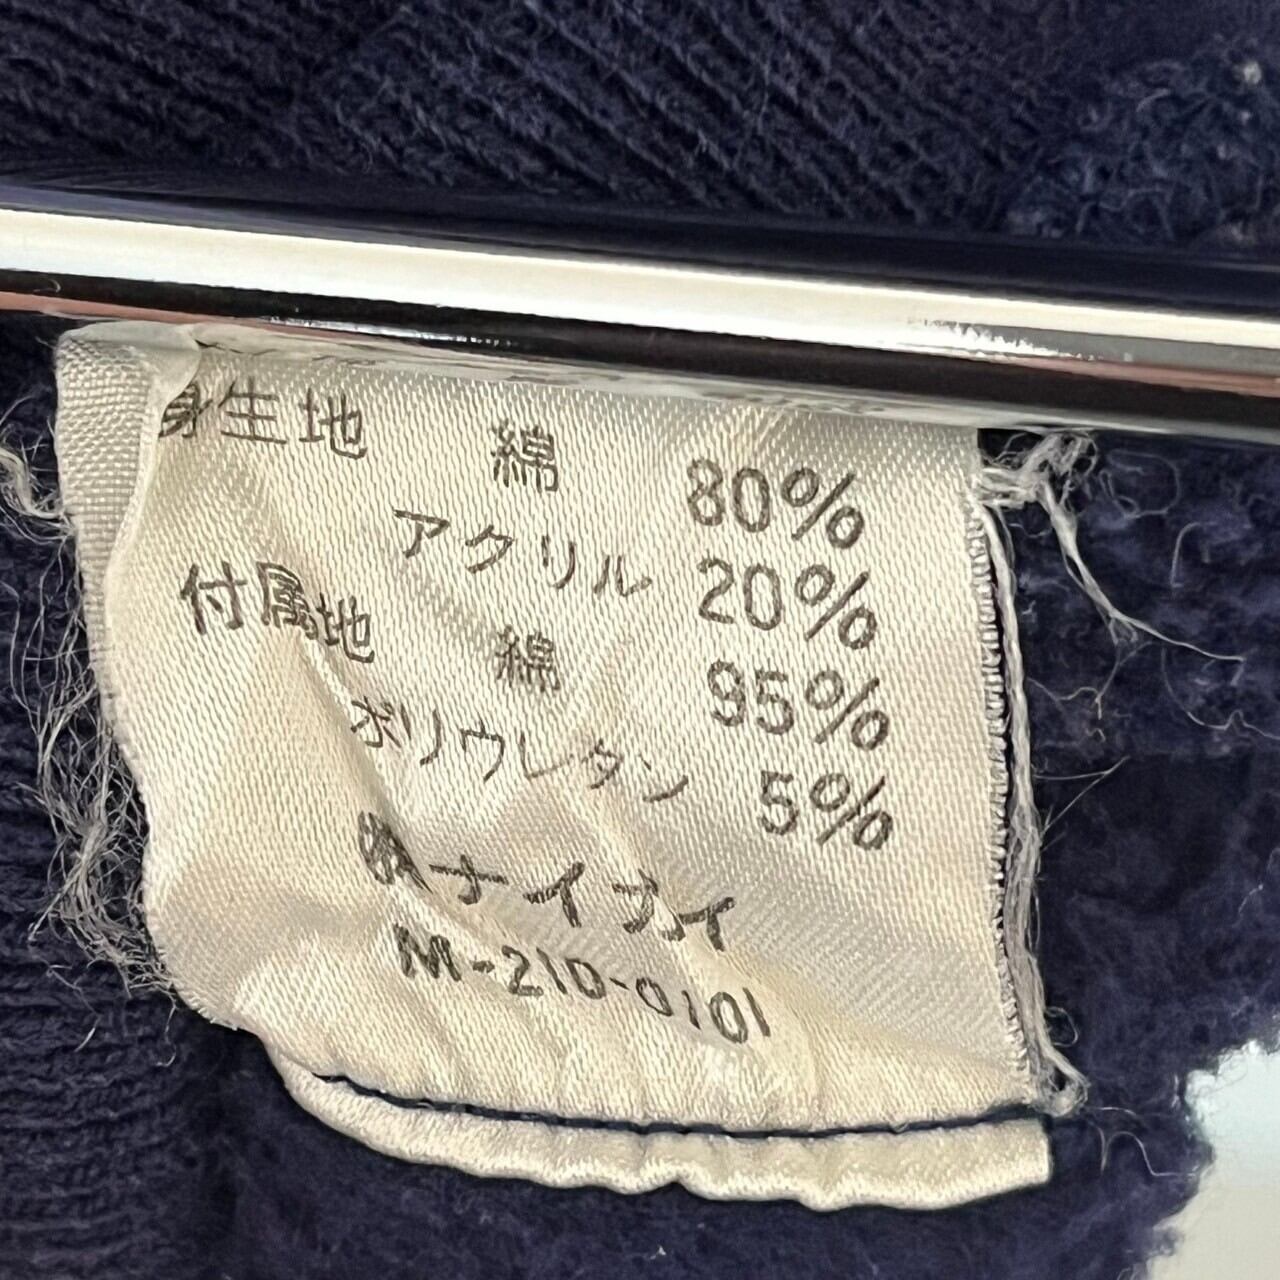 身生地 綿 80%
アクリル 20%
付属地 綿 95%
ポリウレタン 5%
ナイガイ
M-210-0101